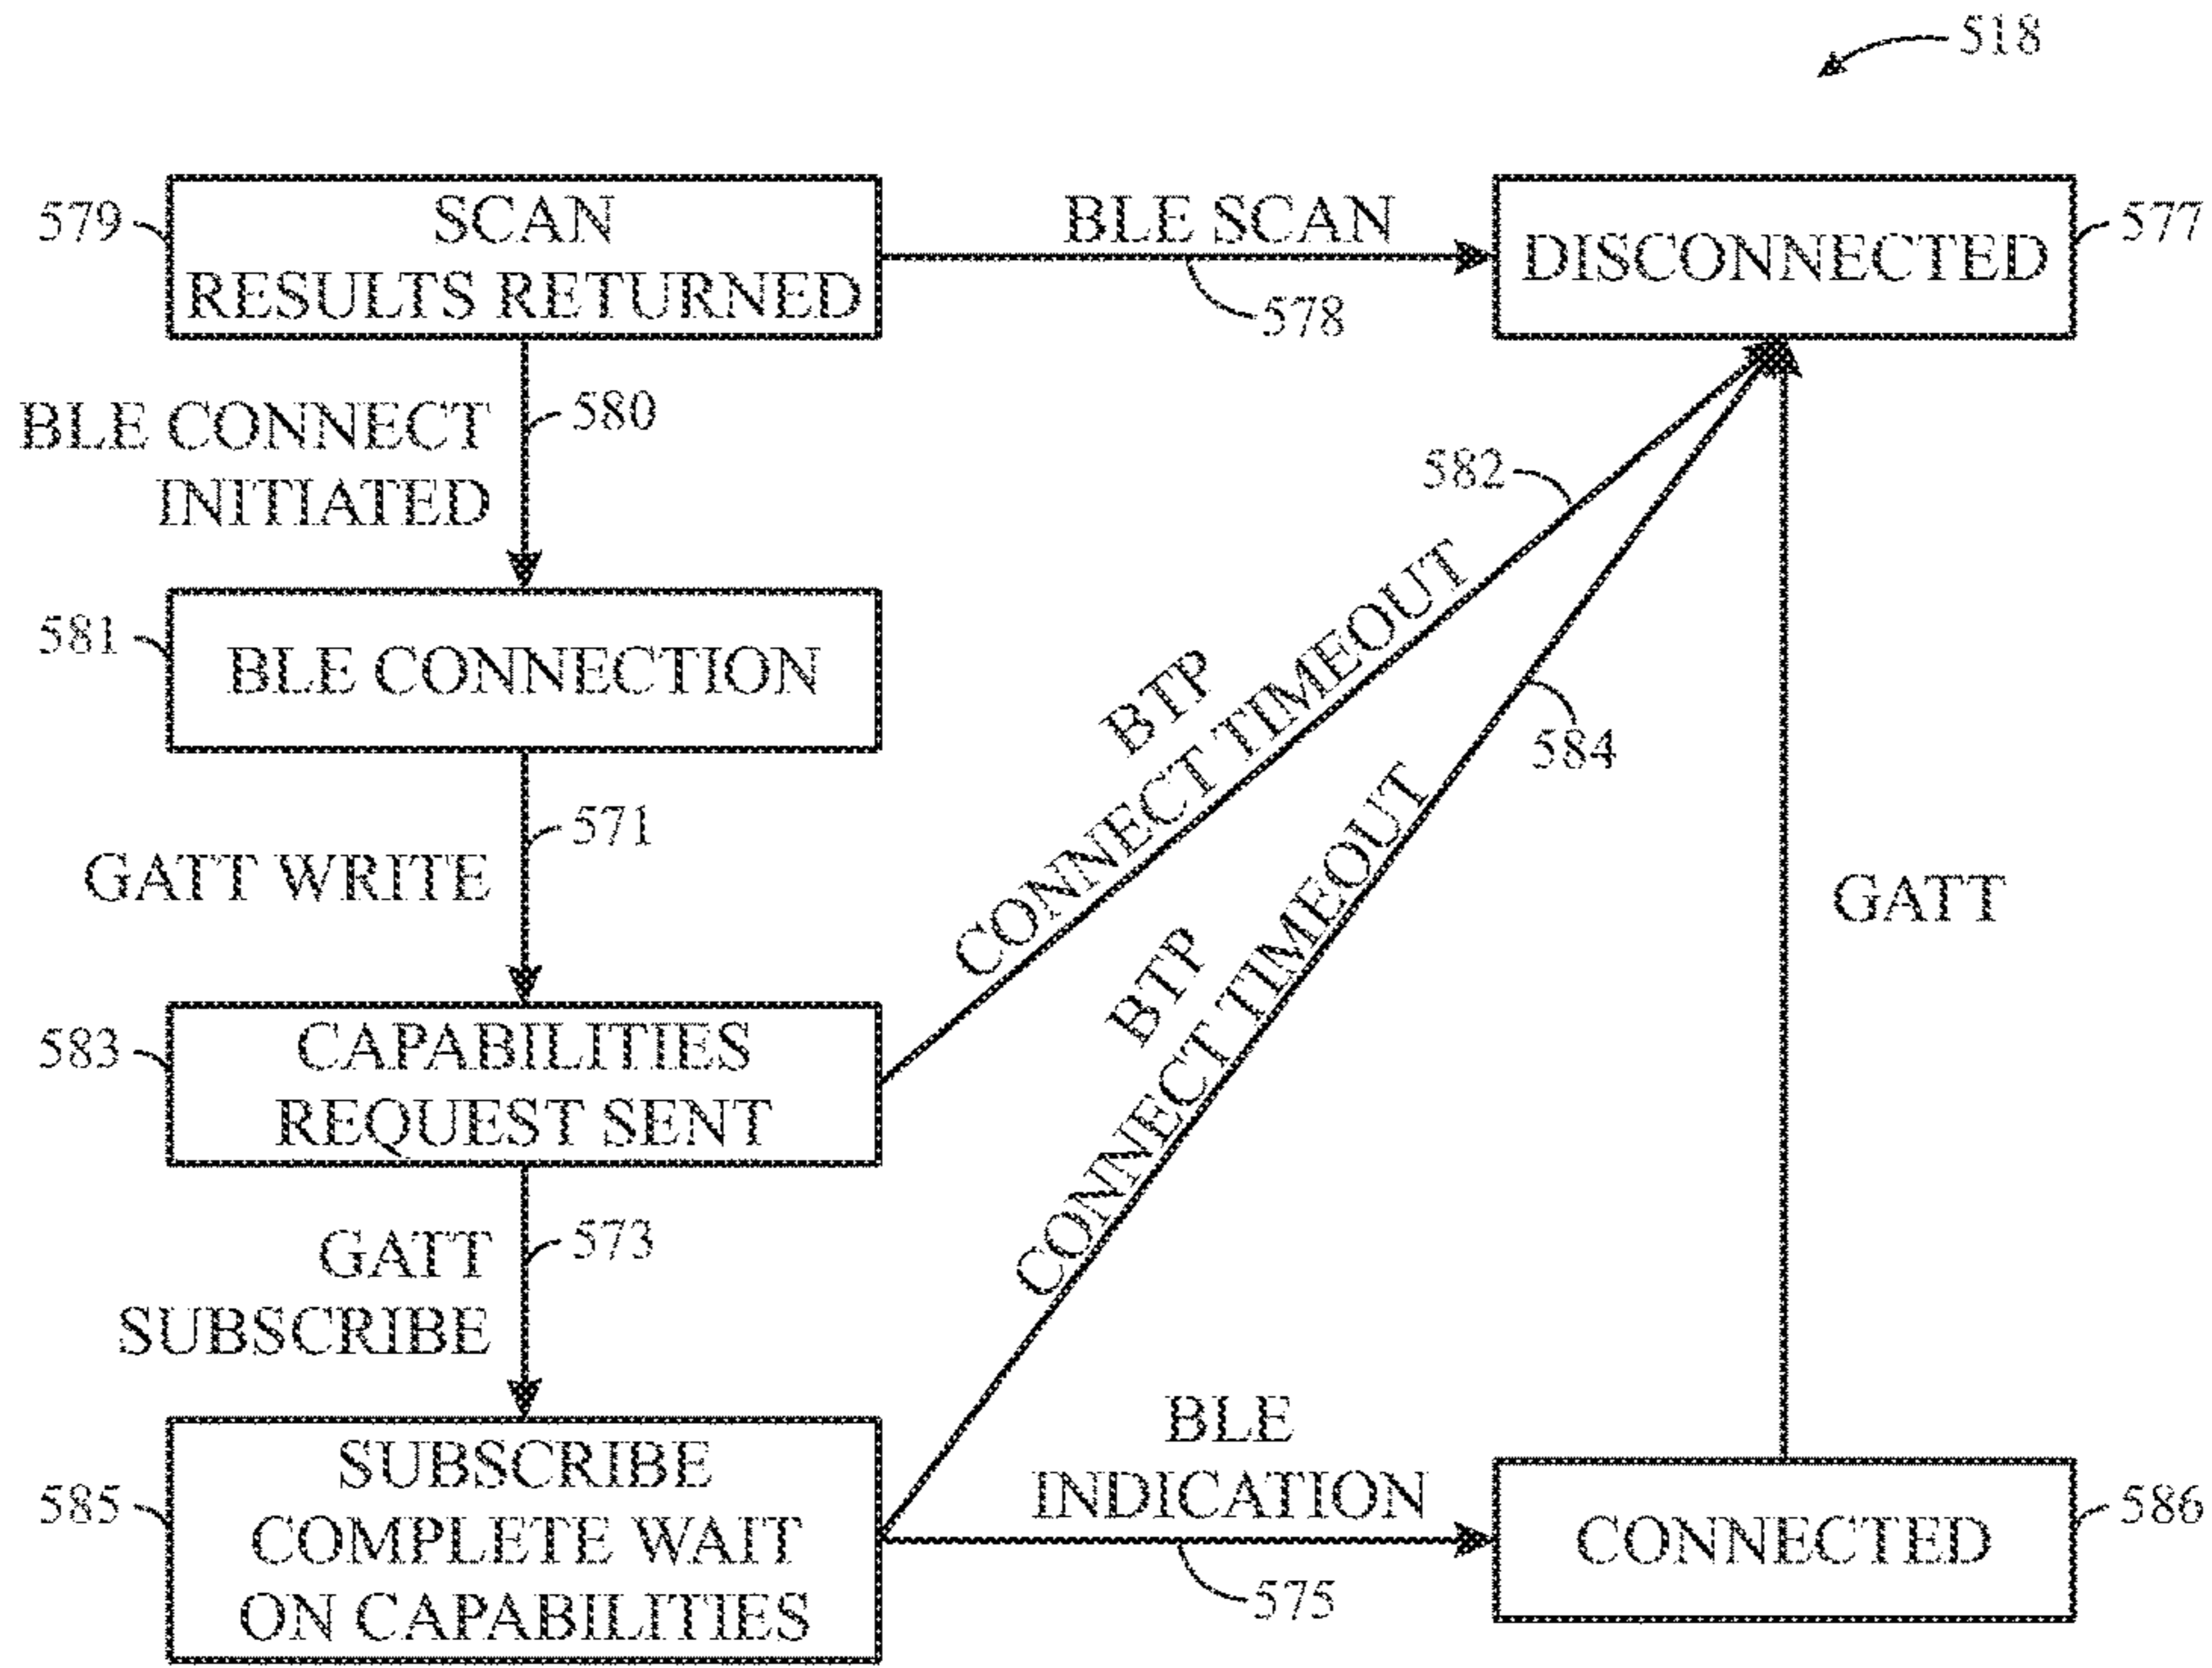 518
579
SCAN
RESULTS RETURNED
BLE SCAN
578
DISCONNECTED
577
BLE CONNECT
INITIATED
580
582
581
BLE CONNECTION
BTP
CONNECT TIMEOUT
584
GATT WRITE
571
GATT
583
CAPABILITIES
REQUEST SENT
BTP
CONNECT TIMEOUT
GATT
SUBSCRIBE
573
585
SUBSCRIBE
COMPLETE WAIT
ON CAPABILITIES
BLE
INDICATION
575
CONNECTED
586